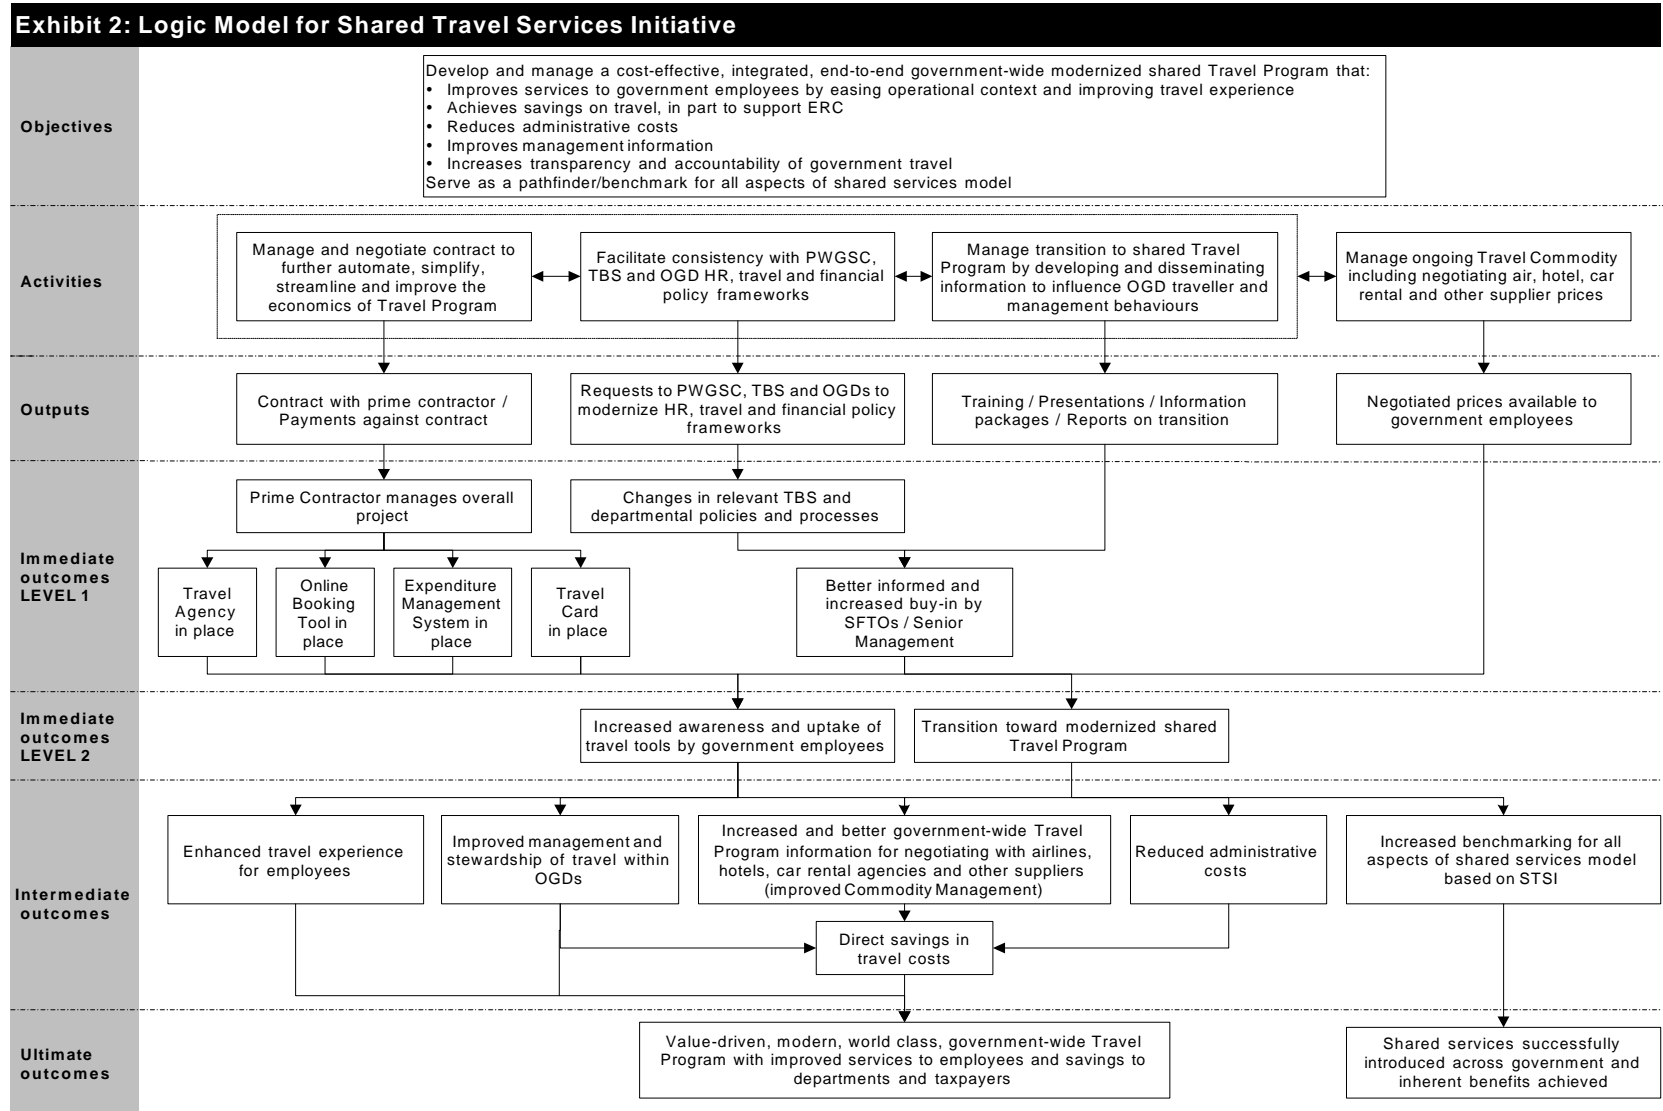 Exhibit 2: Logic Model for Shared Travel Services Initiative
Objectives
Develop and manage a cost-effective, integrated, end-to-end government-wide modernized shared Travel Program that:
• Improves services to government employees by easing operational context and improving travel experience
• Achieves savings on travel, in part to support ERC
• Reduces administrative costs
• Improves management information
• Increases transparency and accountability of government travel
Serve as a pathfinder/benchmark for all aspects of shared services model
Activities
Manage and negotiate contract to
further automate, simplify,
streamline and improve the
economics of Travel Program
Facilitate consistency with PWGSC,
TBS and OGD HR, travel and financial
policy frameworks
Manage transition to shared Travel
Program by developing and disseminating
information to influence OGD traveller and
management behaviours
Manage ongoing Travel Commodity
including negotiating air, hotel, car
rental and other supplier prices
Outputs
Contract with prime contractor /
Payments against contract
Requests to PWGSC, TBS and OGDs to
modernize HR, travel and financial policy
frameworks
Training / Presentations / Information
packages / Reports on transition
Negotiated prices available to
government employees
Immediate
outcomes
LEVEL 1
Prime Contractor manages overall
project
Changes in relevant TBS and
departmental policies and processes
Travel
Agency
in place
Online
Booking
Tool in
place
Expenditure
Management
System in
place
Travel
Card
in place
Better informed and
increased buy-in by
SFTOs / Senior
Management
Immediate
outcomes
LEVEL 2
Increased awareness and uptake of
travel tools by government employees
Transition toward modernized shared
Travel Program
Intermediate
outcomes
Enhanced travel experience
for employees
Improved management and
stewardship of travel within
OGDs
Increased and better government-wide Travel
Program information for negotiating with airlines,
hotels, car rental agencies and other suppliers
(improved Commodity Management)
Reduced administrative
costs
Increased benchmarking for all
aspects of shared services model
based on STSI
Direct savings in
travel costs
Ultimate
outcomes
Value-driven, modern, world class, government-wide Travel
Program with improved services to employees and savings to
departments and taxpayers
Shared services successfully
introduced across government and
inherent benefits achieved